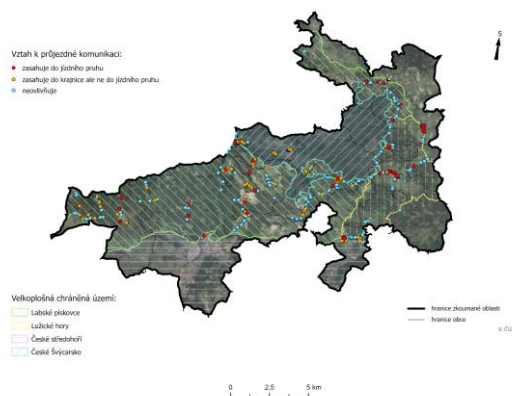 Vztah k průjezdné komunikaci:
zasahuje do jízdního pruhu
zasahuje do krajnice ale ne do jízdního pruhu
neovlivňuje
S
Velkoplošná chráněná území:
Labské pískovce
Lužické hory
České středohoří
České Švýcarsko
hranice zkoumané oblasti
hranice obce
© ČÚ
0 2,5 5 km